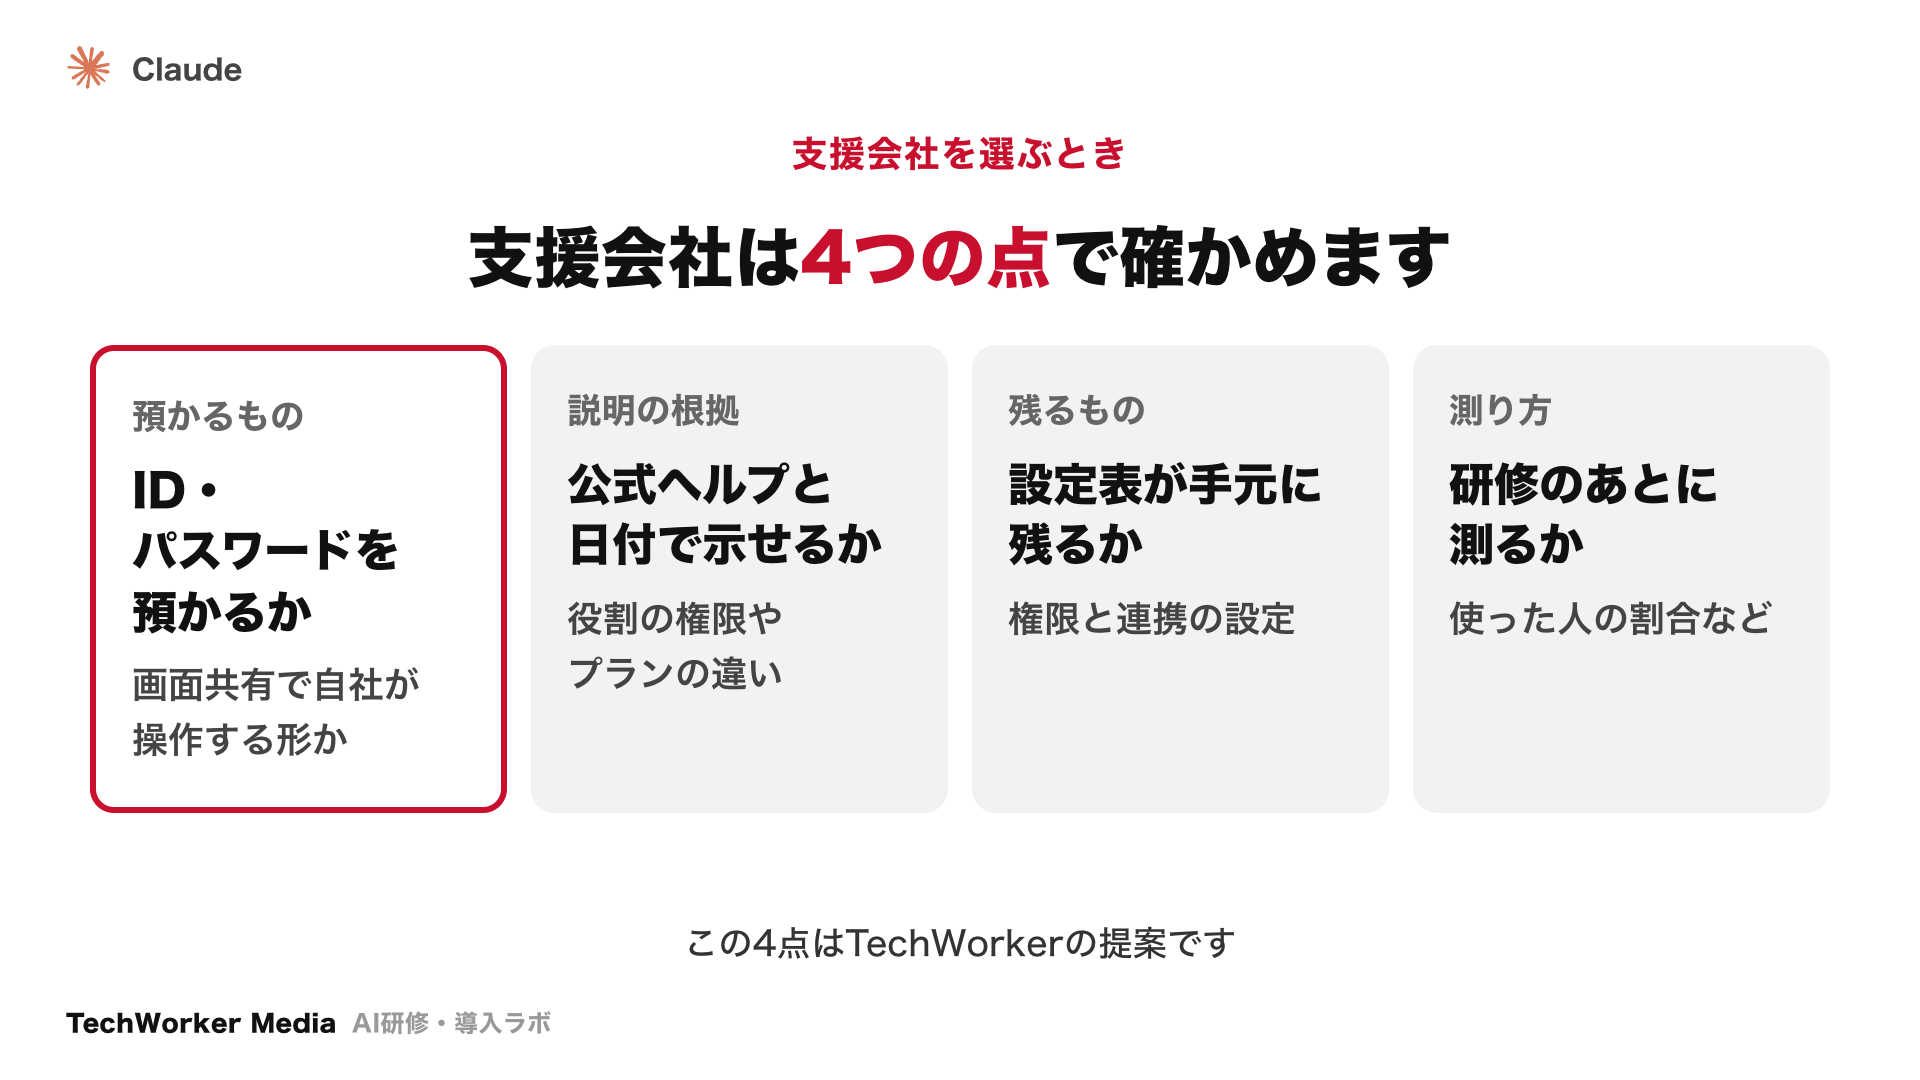 Claude
支援会社を選ぶとき
支援会社は4つの点で確かめます
預かるもの
ID・
パスワードを
預かるか
画面共有で自社が
操作する形か
説明の根拠
公式ヘルプと
日付で示せるか
役割の権限や
プランの違い
残るもの
設定表が手元に
残るか
権限と連携の設定
測り方
研修のあとに
測るか
使った人の割合など
この4点はTechWorkerの提案です
TechWorker Media AI研修・導入ラボ